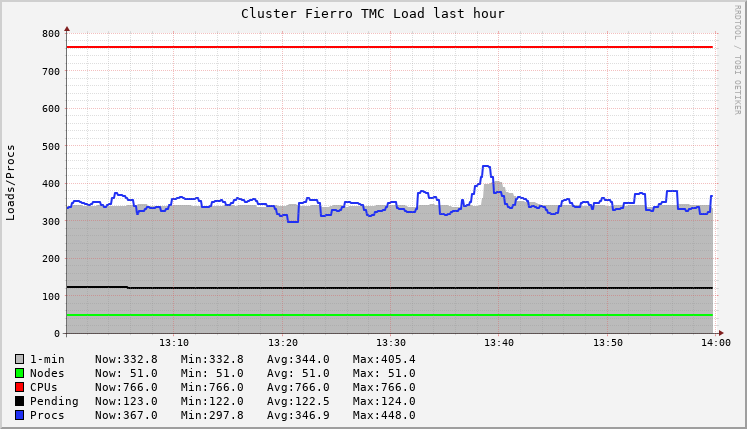 Cluster Fierro TMC Load last hour
RRDTOOL / TOBI OETIKER
Loads/Procs
800
700
600
500
400
300
200
100
0
13:10 13:20 13:30 13:40 13:50 14:00
1-min Now:332.8 Min:332.8 Avg:344.0 Max:405.4
Nodes Now: 51.0 Min: 51.0 Avg: 51.0 Max: 51.0
CPUs Now:766.0 Min:766.0 Avg:766.0 Max:766.0
Pending Now:123.0 Min:122.0 Avg:122.5 Max:124.0
Procs Now:367.0 Min:297.8 Avg:346.9 Max:448.0